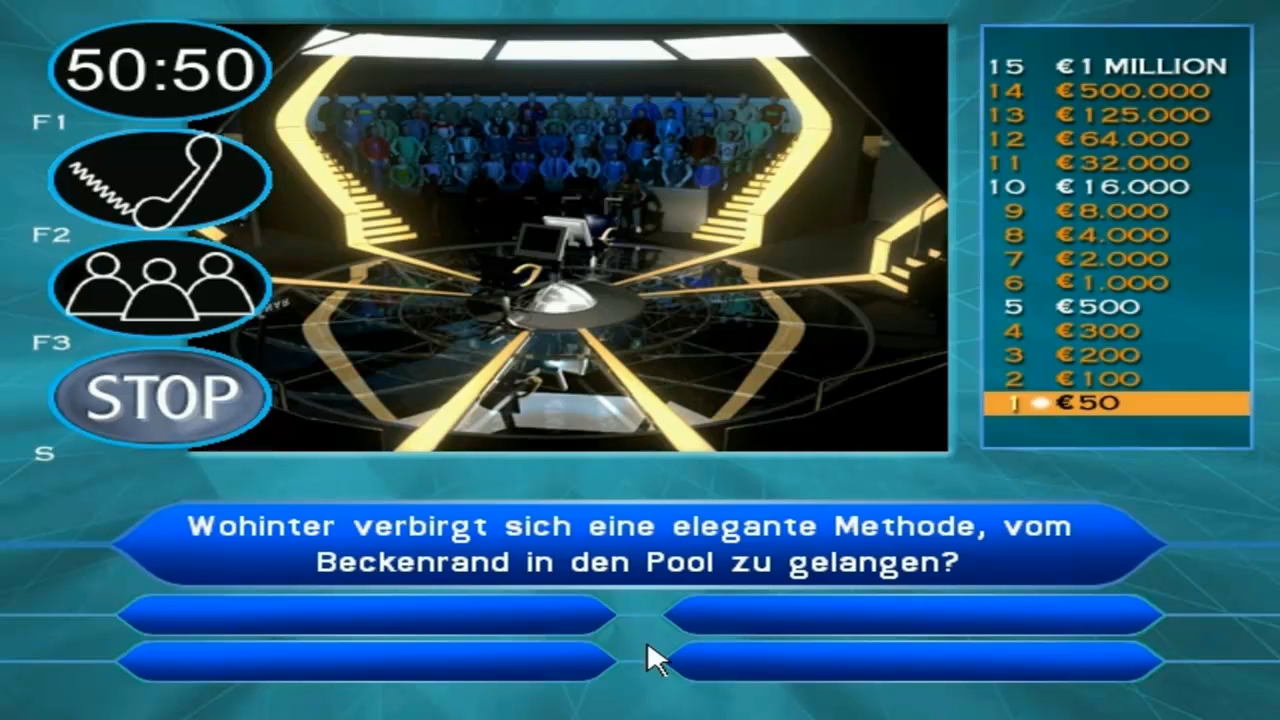 50:50
F1
F2
F3
STOP
S
15 € 1 MILLION
14 € 500.000
13 € 125.000
12 € 64.000
11 € 32.000
10 € 16.000
9 € 8.000
8 € 4.000
7 € 2.000
6 € 1.000
5 € 500
4 € 300
3 € 200
2 € 100
1 € 50
Wohinter verbirgt sich eine elegante Methode, vom
Beckenrand in den Pool zu gelangen?